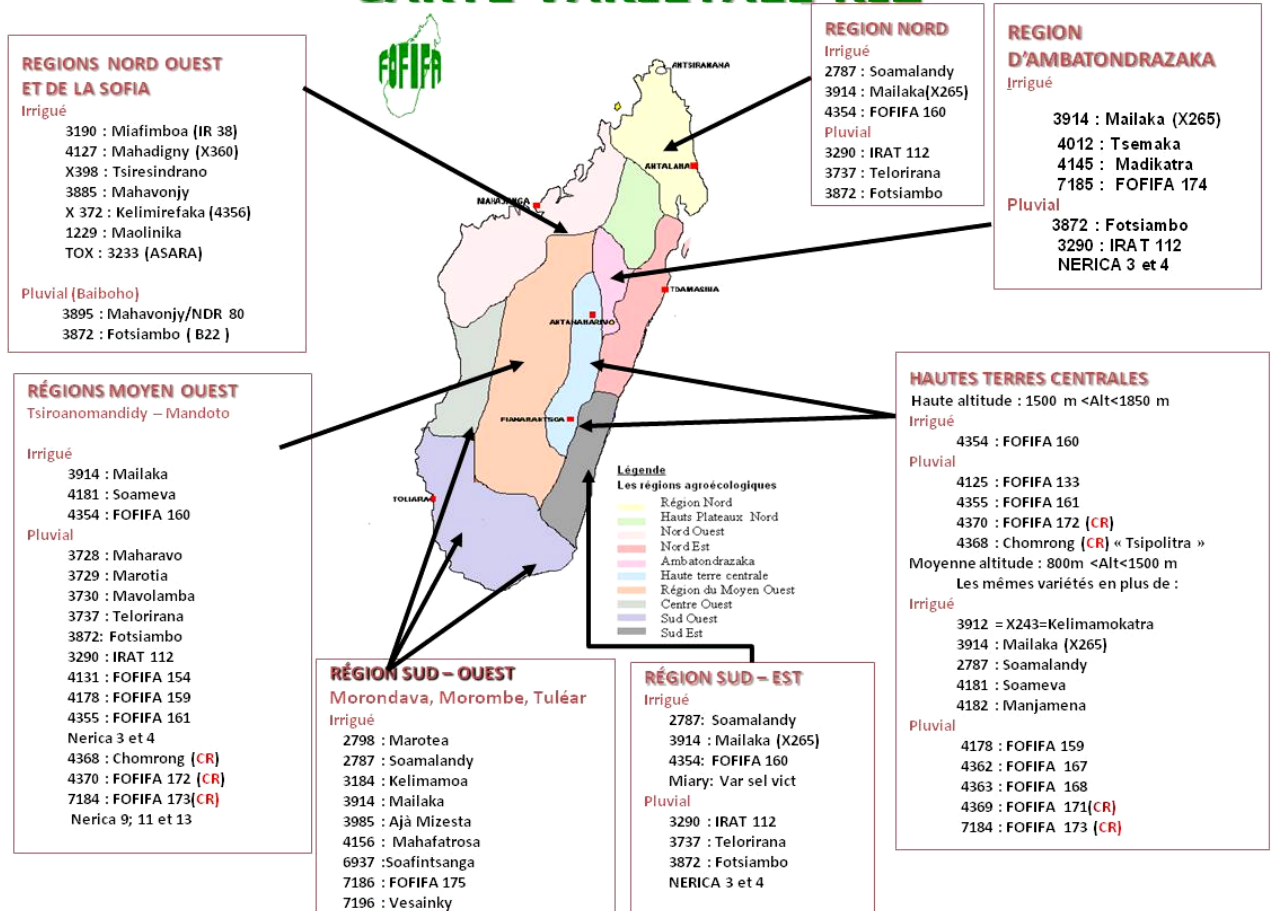 CARTE VARIETALE RIZ
FOFIFA
REGIONS NORD OUEST
ET DE LA SOFIA
Irrigué
3190 : Miafimboa (IR 38)
4127 : Mahadigny (X360)
X398 : Tsiresindrano
3885 : Mahavonjy
X 372 : Kelimirefaka (4356)
1229 : Maolinika
TOX : 3233 (ASARA)
Pluvial (Baiboho)
3895 : Mahavonjy/NDR 80
3872 : Fotsiambo ( B22 )
REGION NORD
Irrigué
2787 : Soamalandy
3914 : Mailaka(X265)
4354 : FOFIFA 160
Pluvial
3290 : IRAT 112
3737 : Telorirana
3872 : Fotsiambo
REGION
D'AMBATONDRAZAKA
Irrigué
3914 : Mailaka (X265)
4012 : Tsemaka
4145 : Madikatra
7185 : FOFIFA 174
Pluvial
3872 : Fotsiambo
3290 : IRAT 112
NERICA 3 et 4
ANTSIRANANA
ANTALAHA
MAHAJANGA
TOAMASINA
ANTANANARIVO
FIANARANTSOA
TOLIARA
RÉGIONS MOYEN OUEST
Tsiroanomandidy – Mandoto
Irrigué
3914 : Mailaka
4181 : Soameva
4354 : FOFIFA 160
Pluvial
3728 : Maharavo
3729 : Marotia
3730 : Mavolamba
3737 : Telorirana
3872: Fotsiambo
3290 : IRAT 112
4131 : FOFIFA 154
4178 : FOFIFA 159
4355 : FOFIFA 161
Nerica 3 et 4
4368 : Chomrong (CR)
4370 : FOFIFA 172 (CR)
7184 : FOFIFA 173(CR)
Nerica 9; 11 et 13
HAUTES TERRES CENTRALES
Haute altitude : 1500 m <Alt<1850 m
Irrigué
4354 : FOFIFA 160
Pluvial
4125 : FOFIFA 133
4355 : FOFIFA 161
4370 : FOFIFA 172 (CR)
4368 : Chomrong (CR) « Tsipolitra »
Moyenne altitude : 800m <Alt<1500 m
Les mêmes variétés en plus de :
Irrigué
3912 = X243=Kelimamokatra
3914 : Mailaka (X265)
2787 : Soamalandy
4181 : Soameva
4182 : Manjamena
Pluvial
4178 : FOFIFA 159
4362 : FOFIFA 167
4363 : FOFIFA 168
4369 : FOFIFA 171(CR)
7184 : FOFIFA 173 (CR)
Légende
Les régions agroécologiques
Région Nord
Hauts Plateaux Nord
Nord Ouest
Nord Est
Ambatondrazaka
Haute terre centrale
Région du Moyen Ouest
Centre Ouest
Sud Ouest
Sud Est
RÉGION SUD – OUEST
Morondava, Morombe, Tuléar
Irrigué
2798 : Marotea
2787 : Soamalandy
3184 : Kelimamoa
3914 : Mailaka
3985 : Ajà Mizesta
4156 : Mahafatrosa
6937 :Soafintsanga
7186 : FOFIFA 175
7196 : Vesainky
RÉGION SUD – EST
Irrigué
2787: Soamalandy
3914 : Mailaka (X265)
4354: FOFIFA 160
Miary: Var sel vict
Pluvial
3290 : IRAT 112
3737 : Telorirana
3872 : Fotsiambo
NERICA 3 et 4